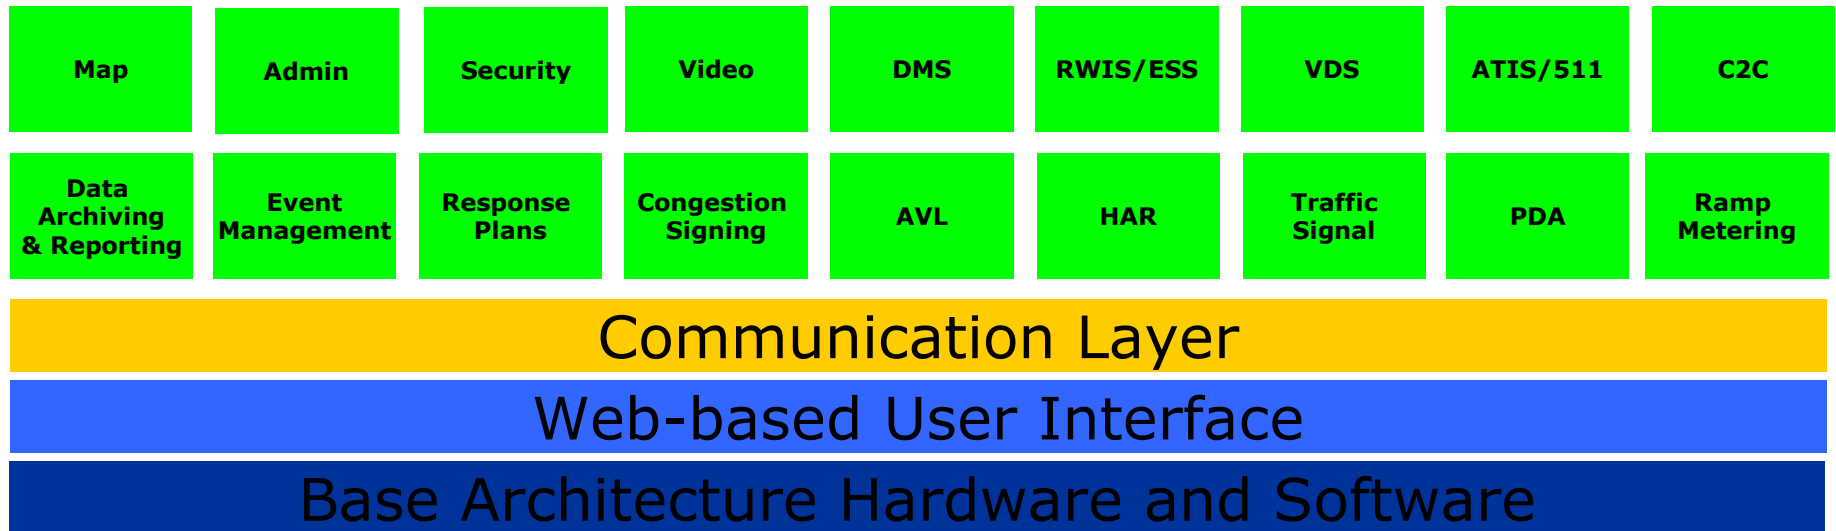 Map
Admin
Security
Video
DMS
RWIS/ESS
VDS
ATIS/511
C2C
Data
Archiving
& Reporting
Event
Management
Response
Plans
Congestion
Signing
AVL
HAR
Traffic
Signal
PDA
Ramp
Metering
Communication Layer
Web-based User Interface
Base Architecture Hardware and Software